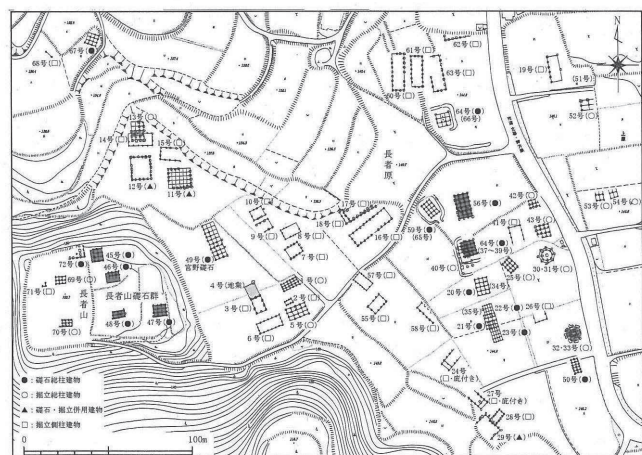 N
67号(●)
68号(□)
61号(□)
62号(□)
63号(□)
60号(□)
64号(●)
(66号)
19号(□)
(51号)
52号(○)
53号(○)
54号(○)
13号(○)
14号(□)
15号(□)
12号(▲)
11号(▲)
長者原
10号(□)
9号(□)
8号(□)
7号(□)
17号(□)
18号(□)
16号(□)
49号(●)
宮野礎石
59号(●)
(65号)
56号(●)
42号(○)
41号(□)
43号(○)
64号(●)
(37〜39号)
40号(○)
30・31号(○)
25号(○)
20号(●)
(34号)
(35号)
22号(●)
21号(●)
23号(●)
26号(□)
32・33号(○)
50号(●)
57号(□)
55号(□)
58号(□)
4号(地業)
3号(□)
2号(□)
5号(○)
6号(□)
24号
(□・庇付き)
27号
(□・庇付き)
28号(□)
29号(▲)
72号(●)
45号(●)
46号(●)
69号(○)
71号(□)
長者山
長者山礎石群
70号(○)
48号(●)
47号(●)
●:礎石総柱建物
○:掘立総柱建物
▲:礎石・掘立併用建物
□:掘立側柱建物
0 100m